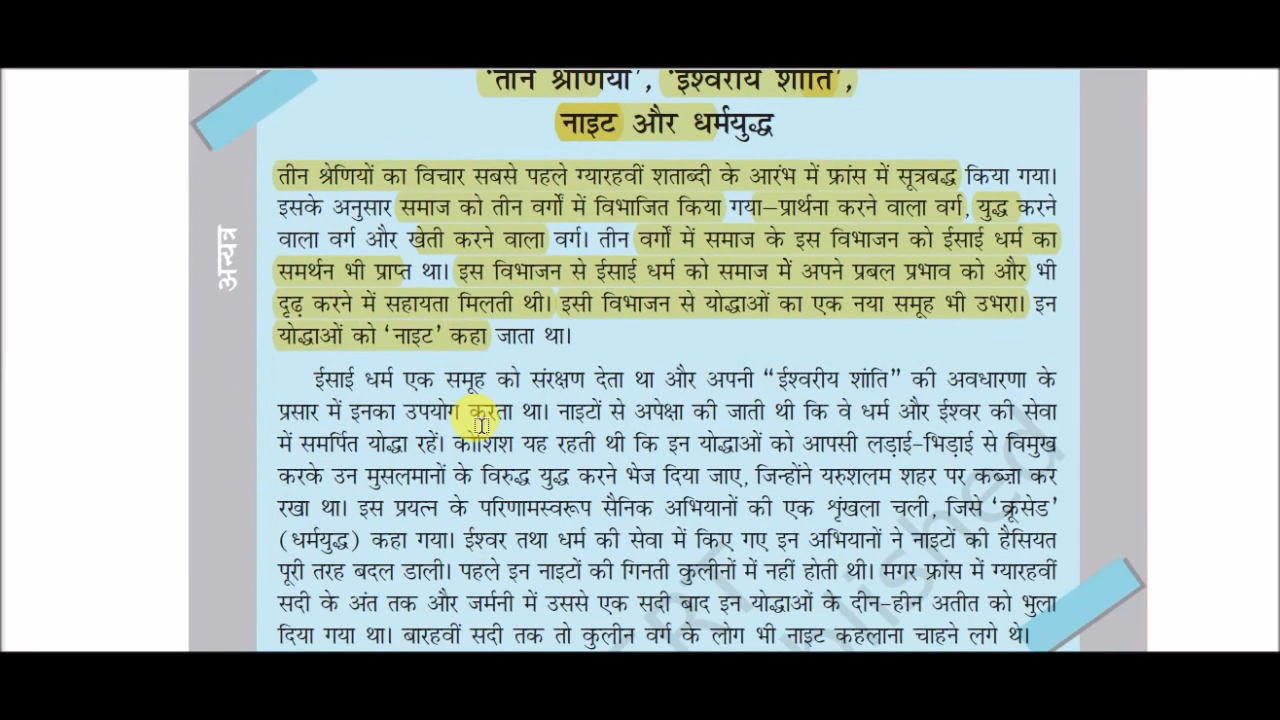 'तीन श्रेणियाँ', 'ईश्वरीय शांति',
नाइट और धर्मयुद्ध
तीन श्रेणियों का विचार सबसे पहले ग्यारहवीं शताब्दी के आरंभ में फ्रांस में सूत्रबद्ध किया गया।
इसके अनुसार समाज को तीन वर्गों में विभाजित किया गया–प्रार्थना करने वाला वर्ग, युद्ध करने
वाला वर्ग और खेती करने वाला वर्ग। तीन वर्गों में समाज के इस विभाजन को ईसाई धर्म का
समर्थन भी प्राप्त था। इस विभाजन से ईसाई धर्म को समाज में अपने प्रबल प्रभाव को और भी
दृढ़ करने में सहायता मिलती थी। इसी विभाजन से योद्धाओं का एक नया समूह भी उभरा। इन
योद्धाओं को 'नाइट' कहा जाता था।
ईसाई धर्म एक समूह को संरक्षण देता था और अपनी “ईश्वरीय शांति” की अवधारणा के
प्रसार में इनका उपयोग करता था। नाइटों से अपेक्षा की जाती थी कि वे धर्म और ईश्वर की सेवा
में समर्पित योद्धा रहें। कोशिश यह रहती थी कि इन योद्धाओं को आपसी लड़ाई-भिड़ाई से विमुख
करके उन मुसलमानों के विरुद्ध युद्ध करने भेज दिया जाए, जिन्होंने यरुशलम शहर पर कब्ज़ा कर
रखा था। इस प्रयत्न के परिणामस्वरूप सैनिक अभियानों की एक शृंखला चली, जिसे 'क्रूसेड'
(धर्मयुद्ध) कहा गया। ईश्वर तथा धर्म की सेवा में किए गए इन अभियानों ने नाइटों की हैसियत
पूरी तरह बदल डाली। पहले इन नाइटों की गिनती कुलीनों में नहीं होती थी। मगर फ्रांस में ग्यारहवीं
सदी के अंत तक और जर्मनी में उससे एक सदी बाद इन योद्धाओं के दीन-हीन अतीत को भुला
दिया गया था। बारहवीं सदी तक तो कुलीन वर्ग के लोग भी नाइट कहलाना चाहने लगे थे।
अन्यत्र